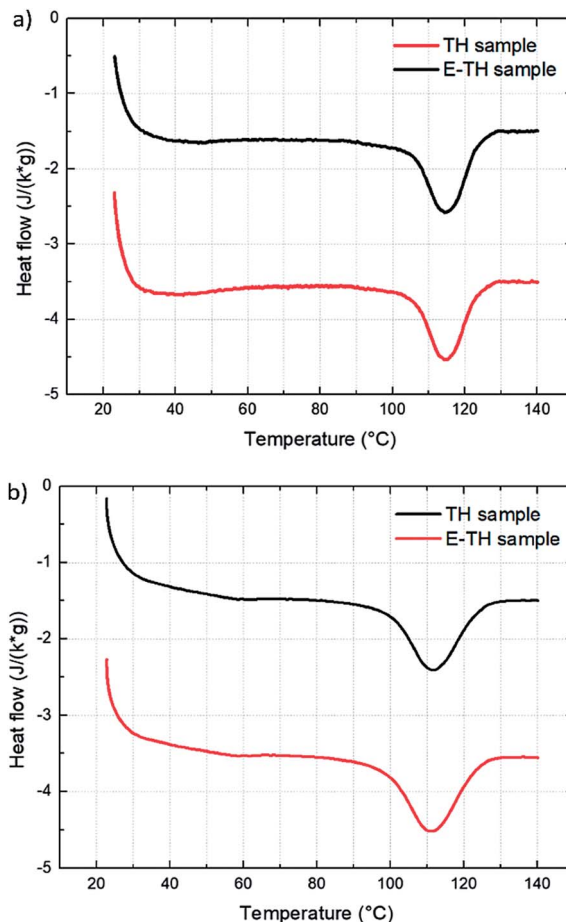 a)
0
TH sample
E-TH sample
-1
-2
-3
-4
-5
Heat flow (J/(k*g))
20 40 60 80 100 120 140
Temperature (°C)
b)
0
TH sample
E-TH sample
-1
-2
-3
-4
-5
Heat flow (J/(k*g))
20 40 60 80 100 120 140
Temperature (°C)